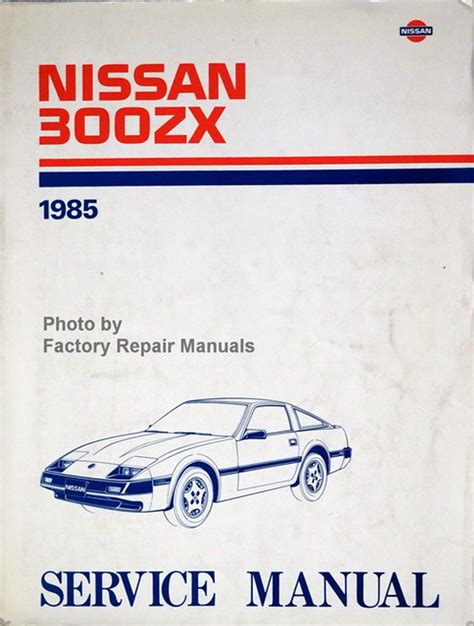 NISSAN
NISSAN
300ZX
1985
Photo by
Factory Repair Manuals
NISSAN
SERVICE MANUAL